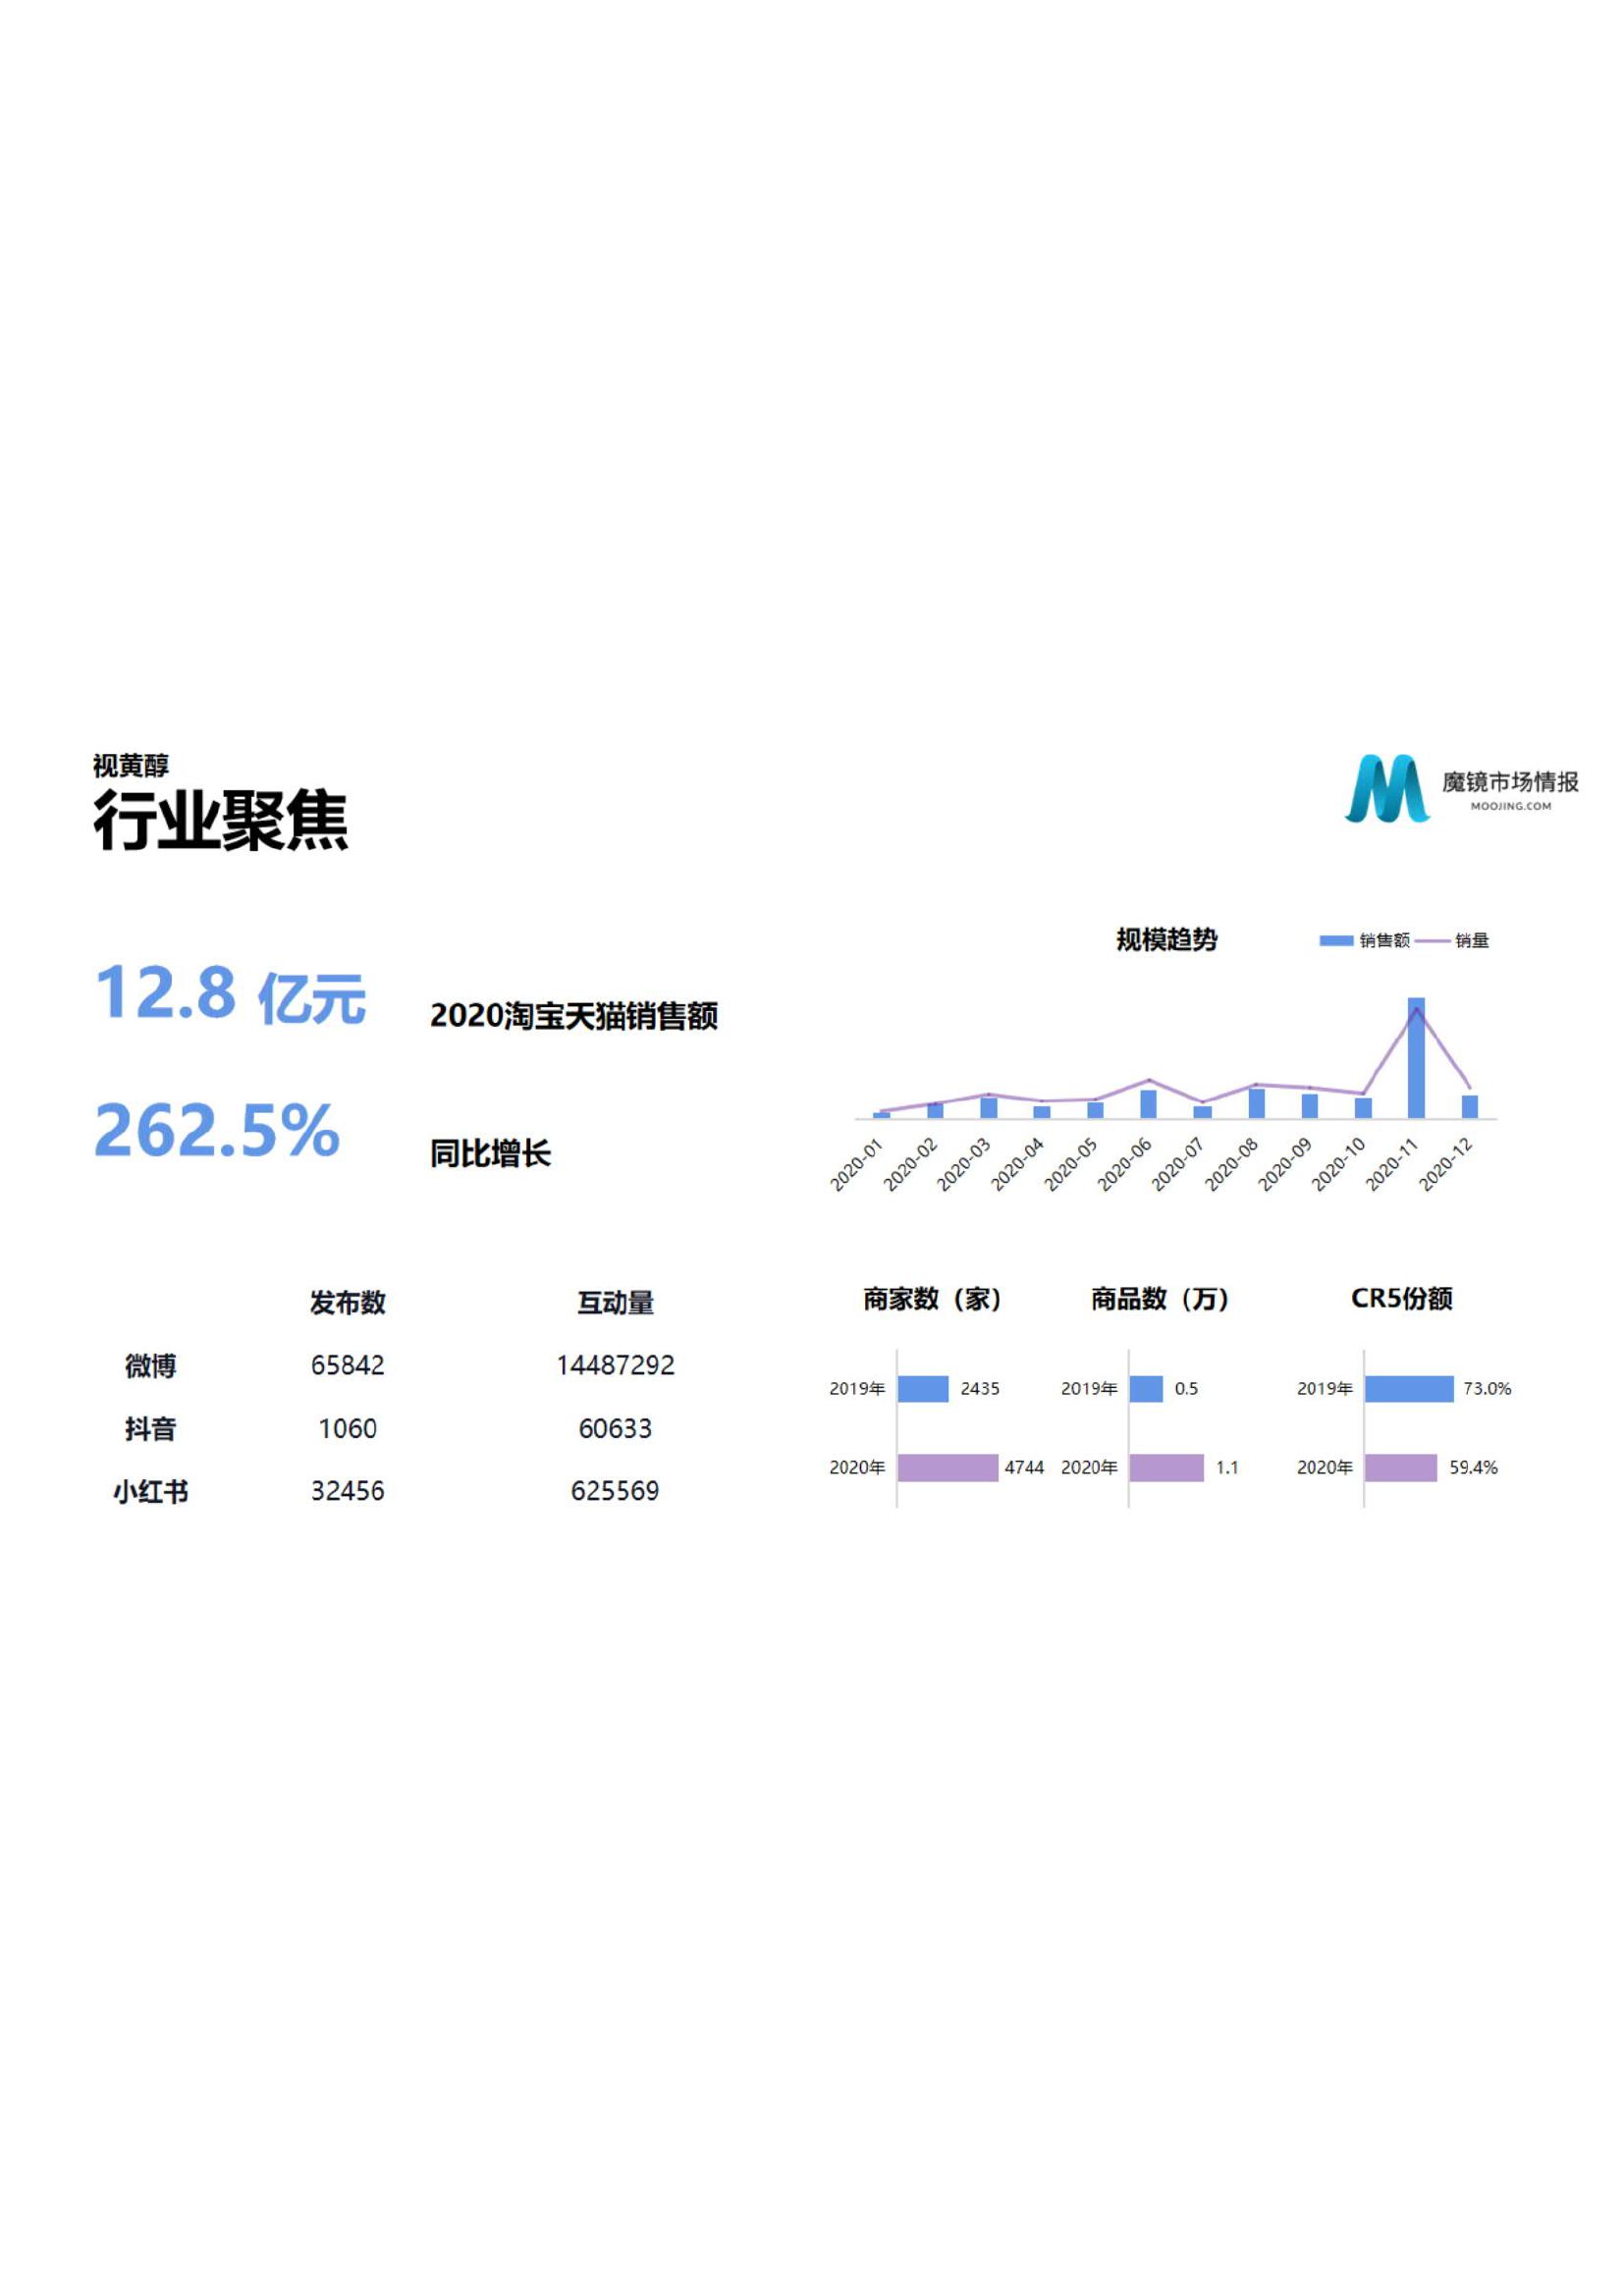 视黄醇
行业聚焦
魔镜市场情报
MOOJING.COM
12.8 亿元
2020淘宝天猫销售额
262.5%
同比增长
规模趋势
销售额 销量
2020-01 2020-02 2020-03 2020-04 2020-05 2020-06 2020-07 2020-08 2020-09 2020-10 2020-11 2020-12
发布数 互动量
微博 65842 14487292
抖音 1060 60633
小红书 32456 625569
商家数（家）
2019年 2435
2020年 4744
商品数（万）
2019年 0.5
2020年 1.1
CR5份额
2019年 73.0%
2020年 59.4%